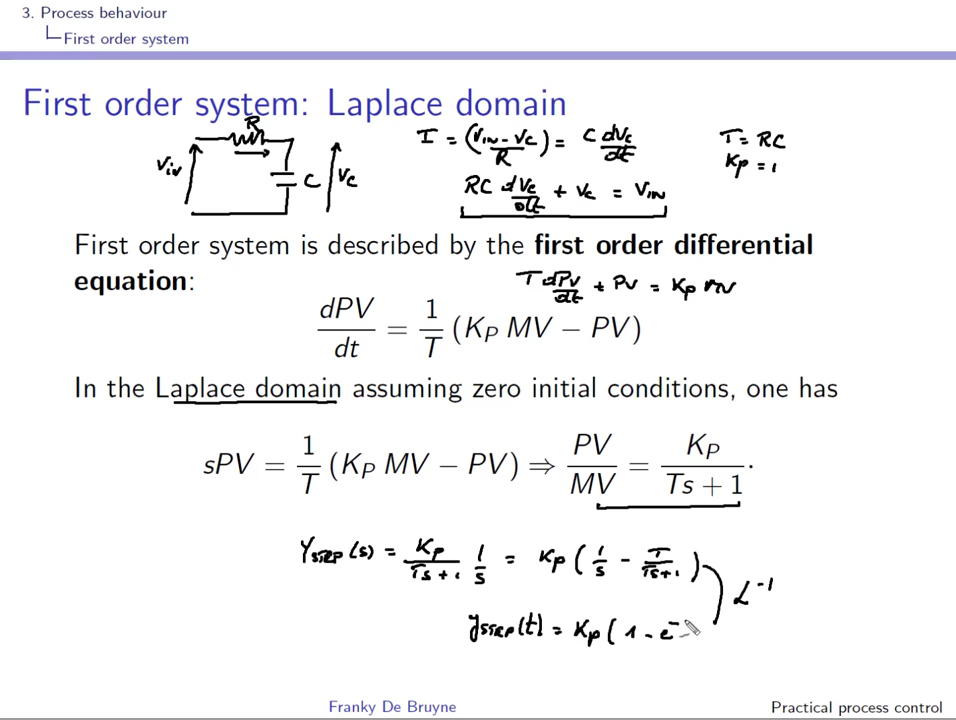 3. Process behaviour
First order system
First order system: Laplace domain
R
Vin
C
Vc
I = (Vin - Vc / R) = C dVc/dt
T = RC
Kp = 1
RC dVc/dt + Vc = Vin
First order system is described by the first order differential
equation:
T dPV/dt + PV = Kp MV
dPV/dt = 1/T (K_P MV − PV)
In the Laplace domain assuming zero initial conditions, one has
sPV = 1/T (K_P MV − PV) ⇒ PV/MV = K_P/(Ts + 1).
Ystep(s) = Kp/(Ts+1) 1/s = Kp (1/s - T/(Ts+1))
L^-1
ystep(t) = Kp (1 - e^-
Franky De Bruyne
Practical process control